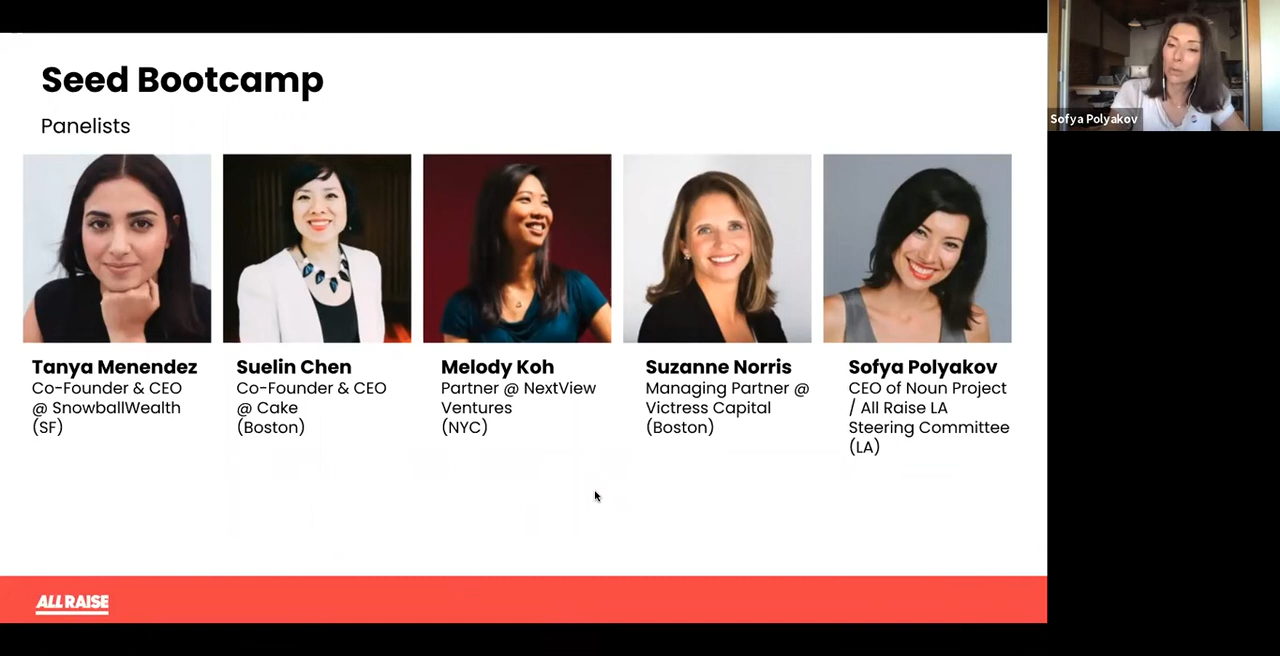 Seed Bootcamp
Panelists
Tanya Menendez
Co-Founder & CEO
@ SnowballWealth
(SF)
Suelin Chen
Co-Founder & CEO
@ Cake
(Boston)
Melody Koh
Partner @ NextView
Ventures
(NYC)
Suzanne Norris
Managing Partner @
Victress Capital
(Boston)
Sofya Polyakov
CEO of Noun Project
/ All Raise LA
Steering Committee
(LA)
ALL RAISE
Sofya Polyakov